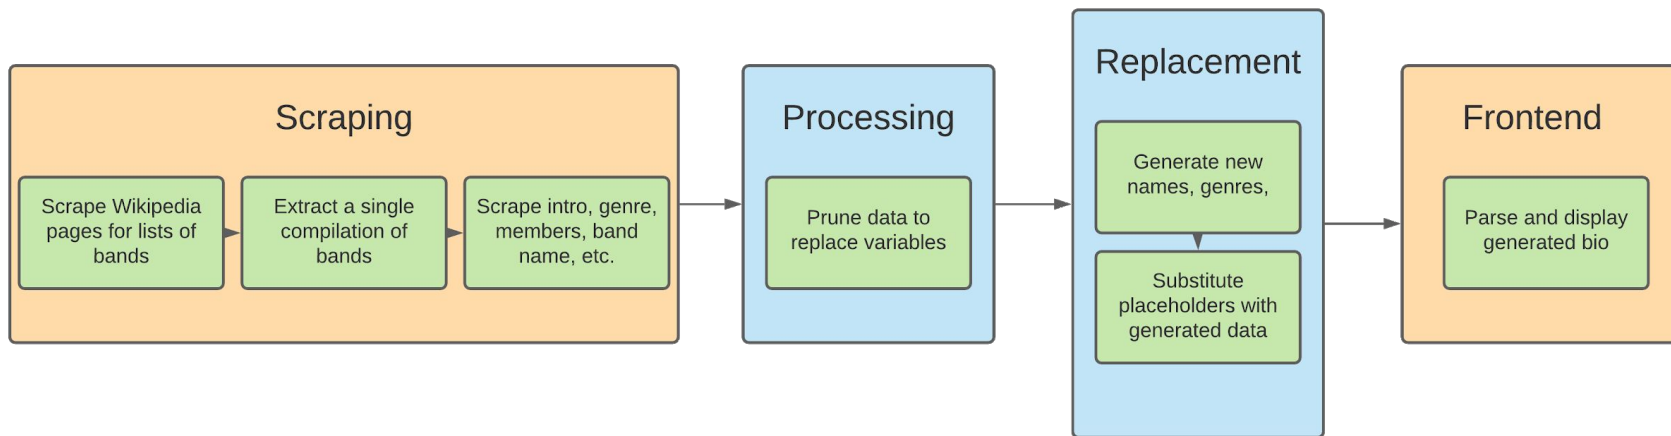 Scraping
Scrape Wikipedia
pages for lists of
bands
Extract a single
compilation of
bands
Scrape intro, genre,
members, band
name, etc.
Processing
Prune data to
replace variables
Replacement
Generate new
names, genres,
Substitute
placeholders with
generated data
Frontend
Parse and display
generated bio